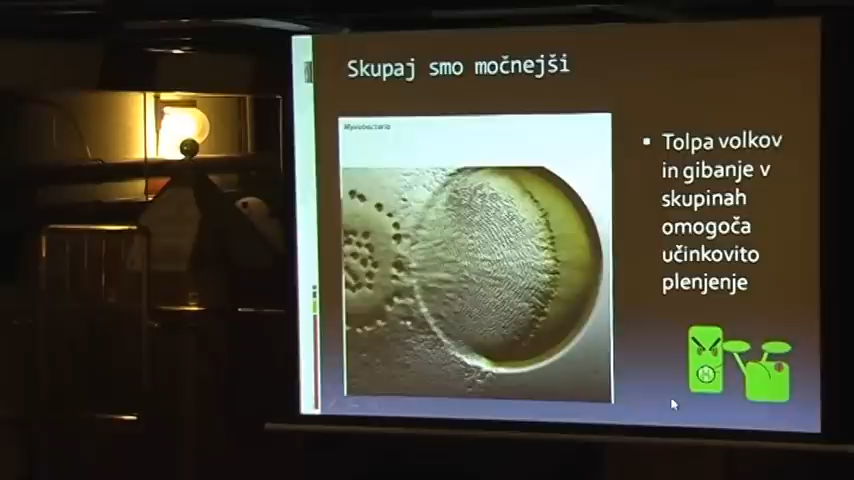 Skupaj smo močnejši
Myxobacteria
Tolpa volkov
in gibanje v
skupinah
omogoča
učinkovito
plenjenje